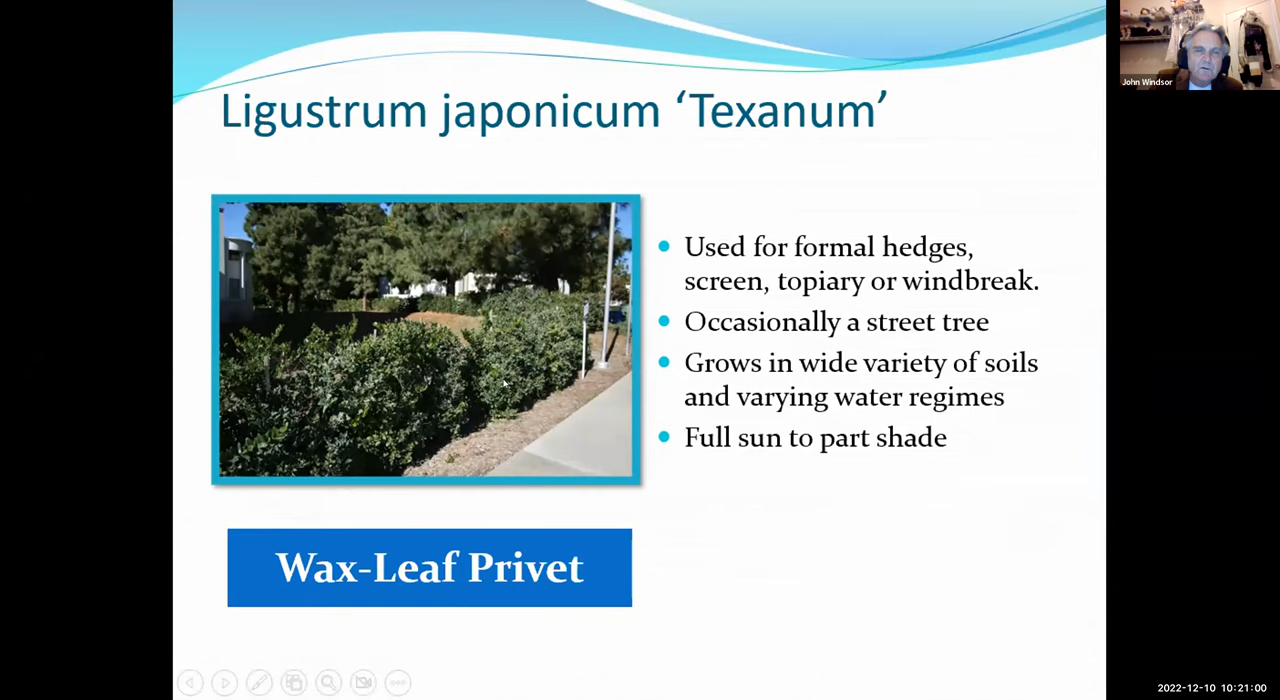 Ligustrum japonicum ‘Texanum’
John Windsor
Used for formal hedges,
screen, topiary or windbreak.
Occasionally a street tree
Grows in wide variety of soils
and varying water regimes
Full sun to part shade
Wax-Leaf Privet
2022-12-10 10:21:00